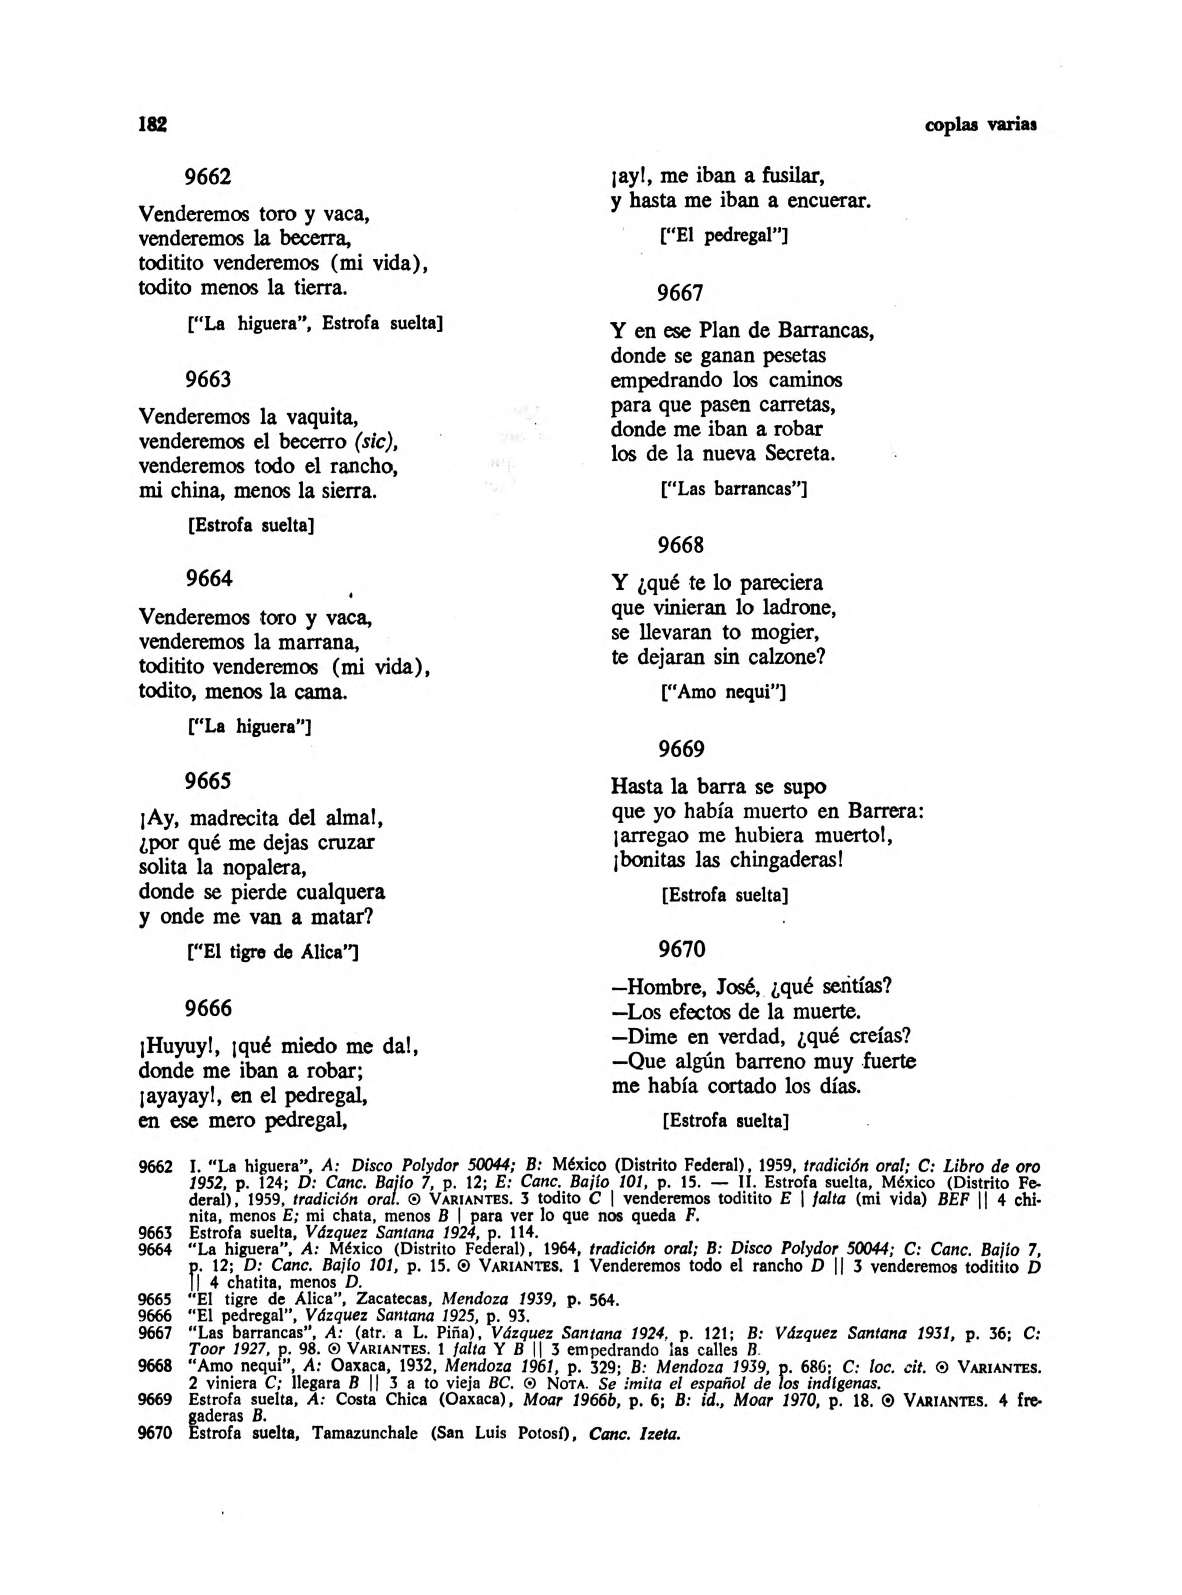 182
coplas varias
9662
Venderemos toro y vaca,
venderemos la becerra,
toditito venderemos (mi vida),
todito menos la tierra.
["La higuera", Estrofa suelta]
9663
Venderemos la vaquita,
venderemos el becerro (sic),
venderemos todo el rancho,
mi china, menos la sierra.
[Estrofa suelta]
9664
Venderemos toro y vaca,
venderemos la marrana,
toditito venderemos (mi vida),
todito, menos la cama.
["La higuera"]
9665
¡Ay, madrecita del alma!,
¿por qué me dejas cruzar
solita la nopalera,
donde se pierde cualquera
y onde me van a matar?
["El tigre de Álica"]
9666
¡Huyuy!, ¡qué miedo me da!,
donde me iban a robar;
¡ayayay!, en el pedregal,
en ese mero pedregal,
¡ay!, me iban a fusilar,
y hasta me iban a encuerar.
["El pedregal"]
9667
Y en ese Plan de Barrancas,
donde se ganan pesetas
empedrando los caminos
para que pasen carretas,
donde me iban a robar
los de la nueva Secreta.
["Las barrancas"]
9668
Y ¿qué te lo pareciera
que vinieran lo ladrone,
se llevaran to mogier,
te dejaran sin calzone?
["Amo nequi"]
9669
Hasta la barra se supo
que yo había muerto en Barrera:
¡arregao me hubiera muerto!,
¡bonitas las chingaderas!
[Estrofa suelta]
9670
—Hombre, José, ¿qué sentías?
—Los efectos de la muerte.
—Dime en verdad, ¿qué creías?
—Que algún barreno muy fuerte
me había cortado los días.
[Estrofa suelta]
9662 I. "La higuera", A: Disco Polydor 50044; B: México (Distrito Federal), 1959, tradición oral; C: Libro de oro
1952, p. 124; D: Canc. Bajío 7, p. 12; E: Canc. Bajío 101, p. 15. — II. Estrofa suelta, México (Distrito Fe-
deral), 1959, tradición oral. ⊙ VARIANTES. 3 todito C | venderemos toditito E | falta (mi vida) BEF || 4 chi-
nita, menos E; mi chata, menos B | para ver lo que nos queda F.
9663 Estrofa suelta, Vázquez Santana 1924, p. 114.
9664 "La higuera", A: México (Distrito Federal), 1964, tradición oral; B: Disco Polydor 50044; C: Canc. Bajío 7,
p. 12; D: Canc. Bajío 101, p. 15. ⊙ VARIANTES. 1 Venderemos todo el rancho D || 3 venderemos toditito D
|| 4 chatita, menos D.
9665 "El tigre de Álica", Zacatecas, Mendoza 1939, p. 564.
9666 "El pedregal", Vázquez Santana 1925, p. 93.
9667 "Las barrancas", A: (atr. a L. Piña), Vázquez Santana 1924, p. 121; B: Vázquez Santana 1931, p. 36; C:
Toor 1927, p. 98. ⊙ VARIANTES. 1 falta Y B || 3 empedrando las calles B.
9668 "Amo nequi", A: Oaxaca, 1932, Mendoza 1961, p. 329; B: Mendoza 1939, p. 686; C: loc. cit. ⊙ VARIANTES.
2 viniera C; llegara B || 3 a to vieja BC. ⊙ NOTA. Se imita el español de los indígenas.
9669 Estrofa suelta, A: Costa Chica (Oaxaca), Moar 1966b, p. 6; B: id., Moar 1970, p. 18. ⊙ VARIANTES. 4 fre-
gaderas B.
9670 Estrofa suelta, Tamazunchale (San Luis Potosí), Canc. Izeta.